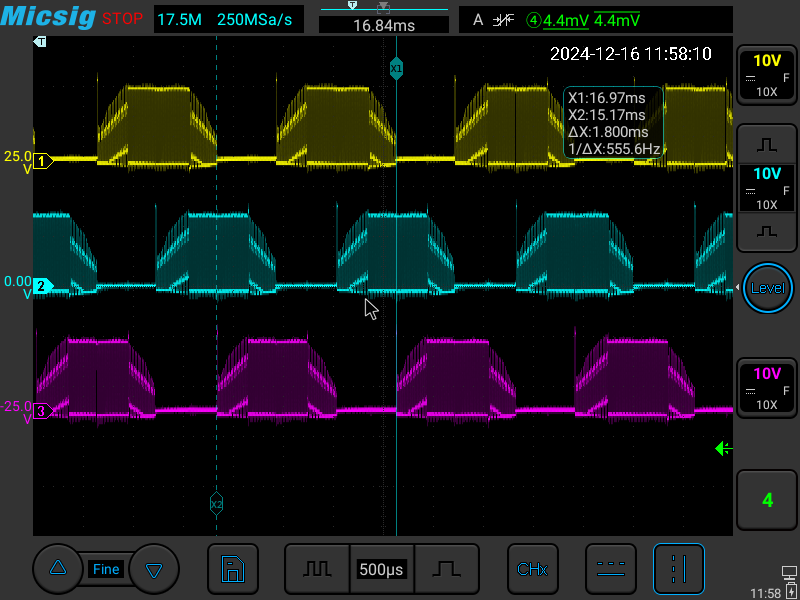 Micsig STOP 17.5M 250MSa/s T 16.84ms A 4 4.4mV 4.4mV
T
2024-12-16 11:58:10
X1
10V
F
10X
X1:16.97ms
X2:15.17ms
ΔX:1.800ms
1/ΔX:555.6Hz
25.0 V 1
10V
F
10X
0.00 V 2
Level
10V
F
10X
-25.0 V 3
X2
4
Fine 500µs CHx
11:58